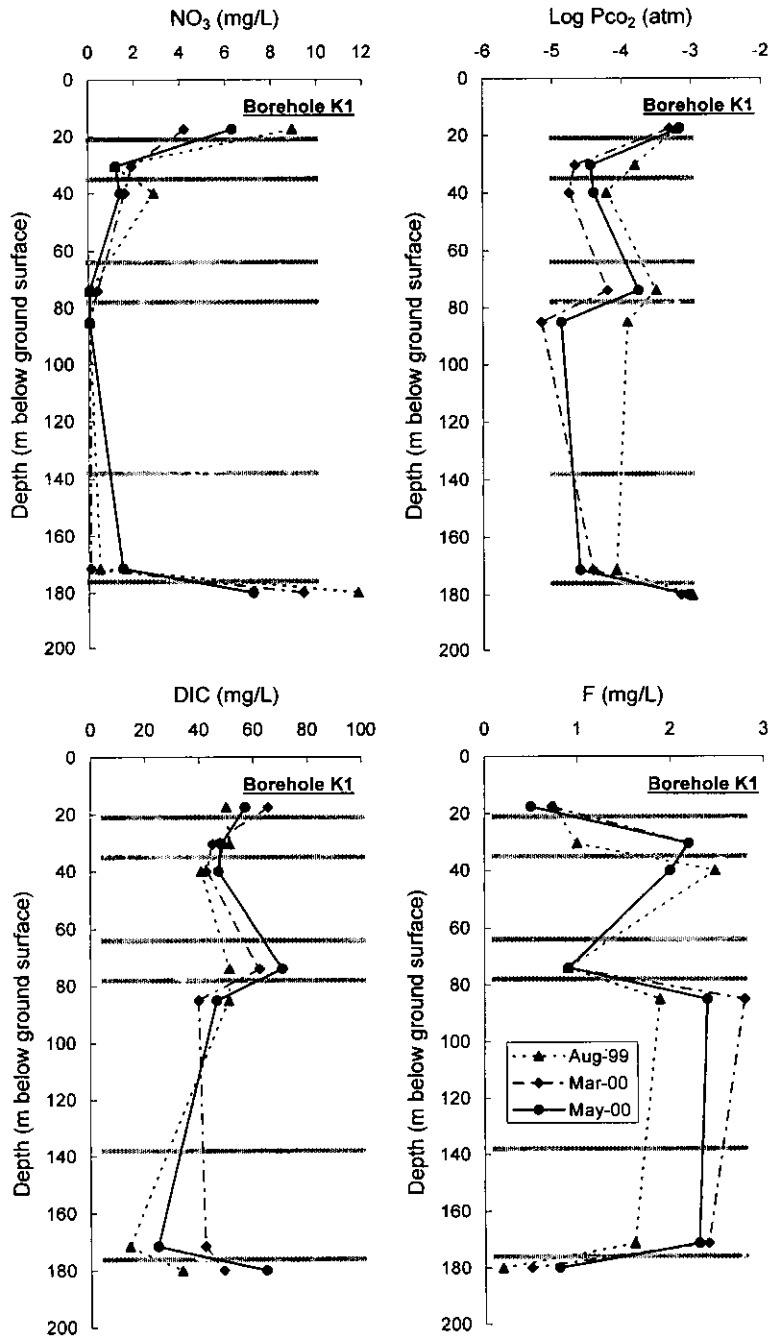 NO3 (mg/L)
0 2 4 6 8 10 12
Depth (m below ground surface)
0
20
40
60
80
100
120
140
160
180
200
Borehole K1
Log Pco2 (atm)
-6 -5 -4 -3 -2
Depth (m below ground surface)
0
20
40
60
80
100
120
140
160
180
200
Borehole K1
DIC (mg/L)
0 20 40 60 80 100
Depth (m below ground surface)
0
20
40
60
80
100
120
140
160
180
200
Borehole K1
F (mg/L)
0 1 2 3
Depth (m below ground surface)
0
20
40
60
80
100
120
140
160
180
200
Borehole K1
Aug-99
Mar-00
May-00